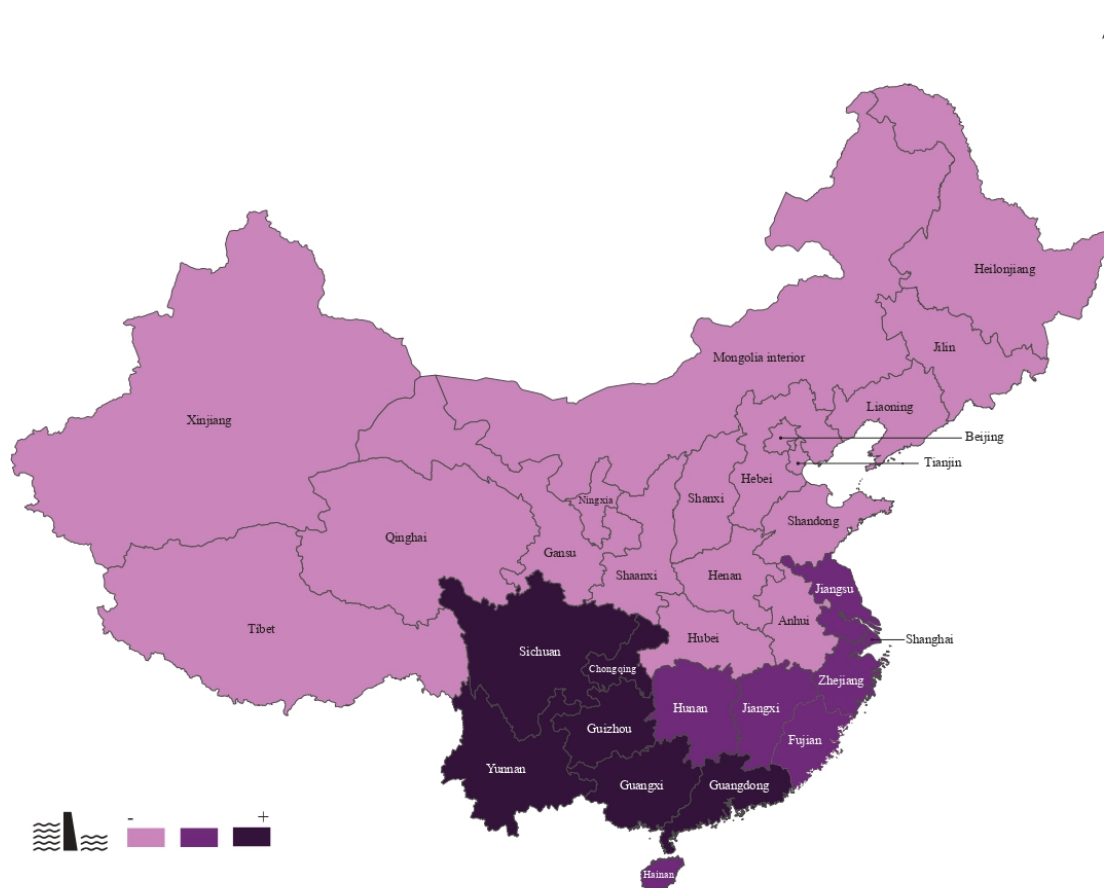 Heilonjiang
Jilin
Mongolia interior
Liaoning
Xinjiang
Beijing
Tianjin
Hebei
Ningxia
Shanxi
Shandong
Qinghai
Gansu
Shaanxi
Henan
Jiangsu
Anhui
Tibet
Hubei
Shanghai
Sichuan
Chongqing
Zhejiang
Hunan
Jiangxi
Guizhou
Fujian
Yunnan
Guangxi
Guangdong
- +
Hainan